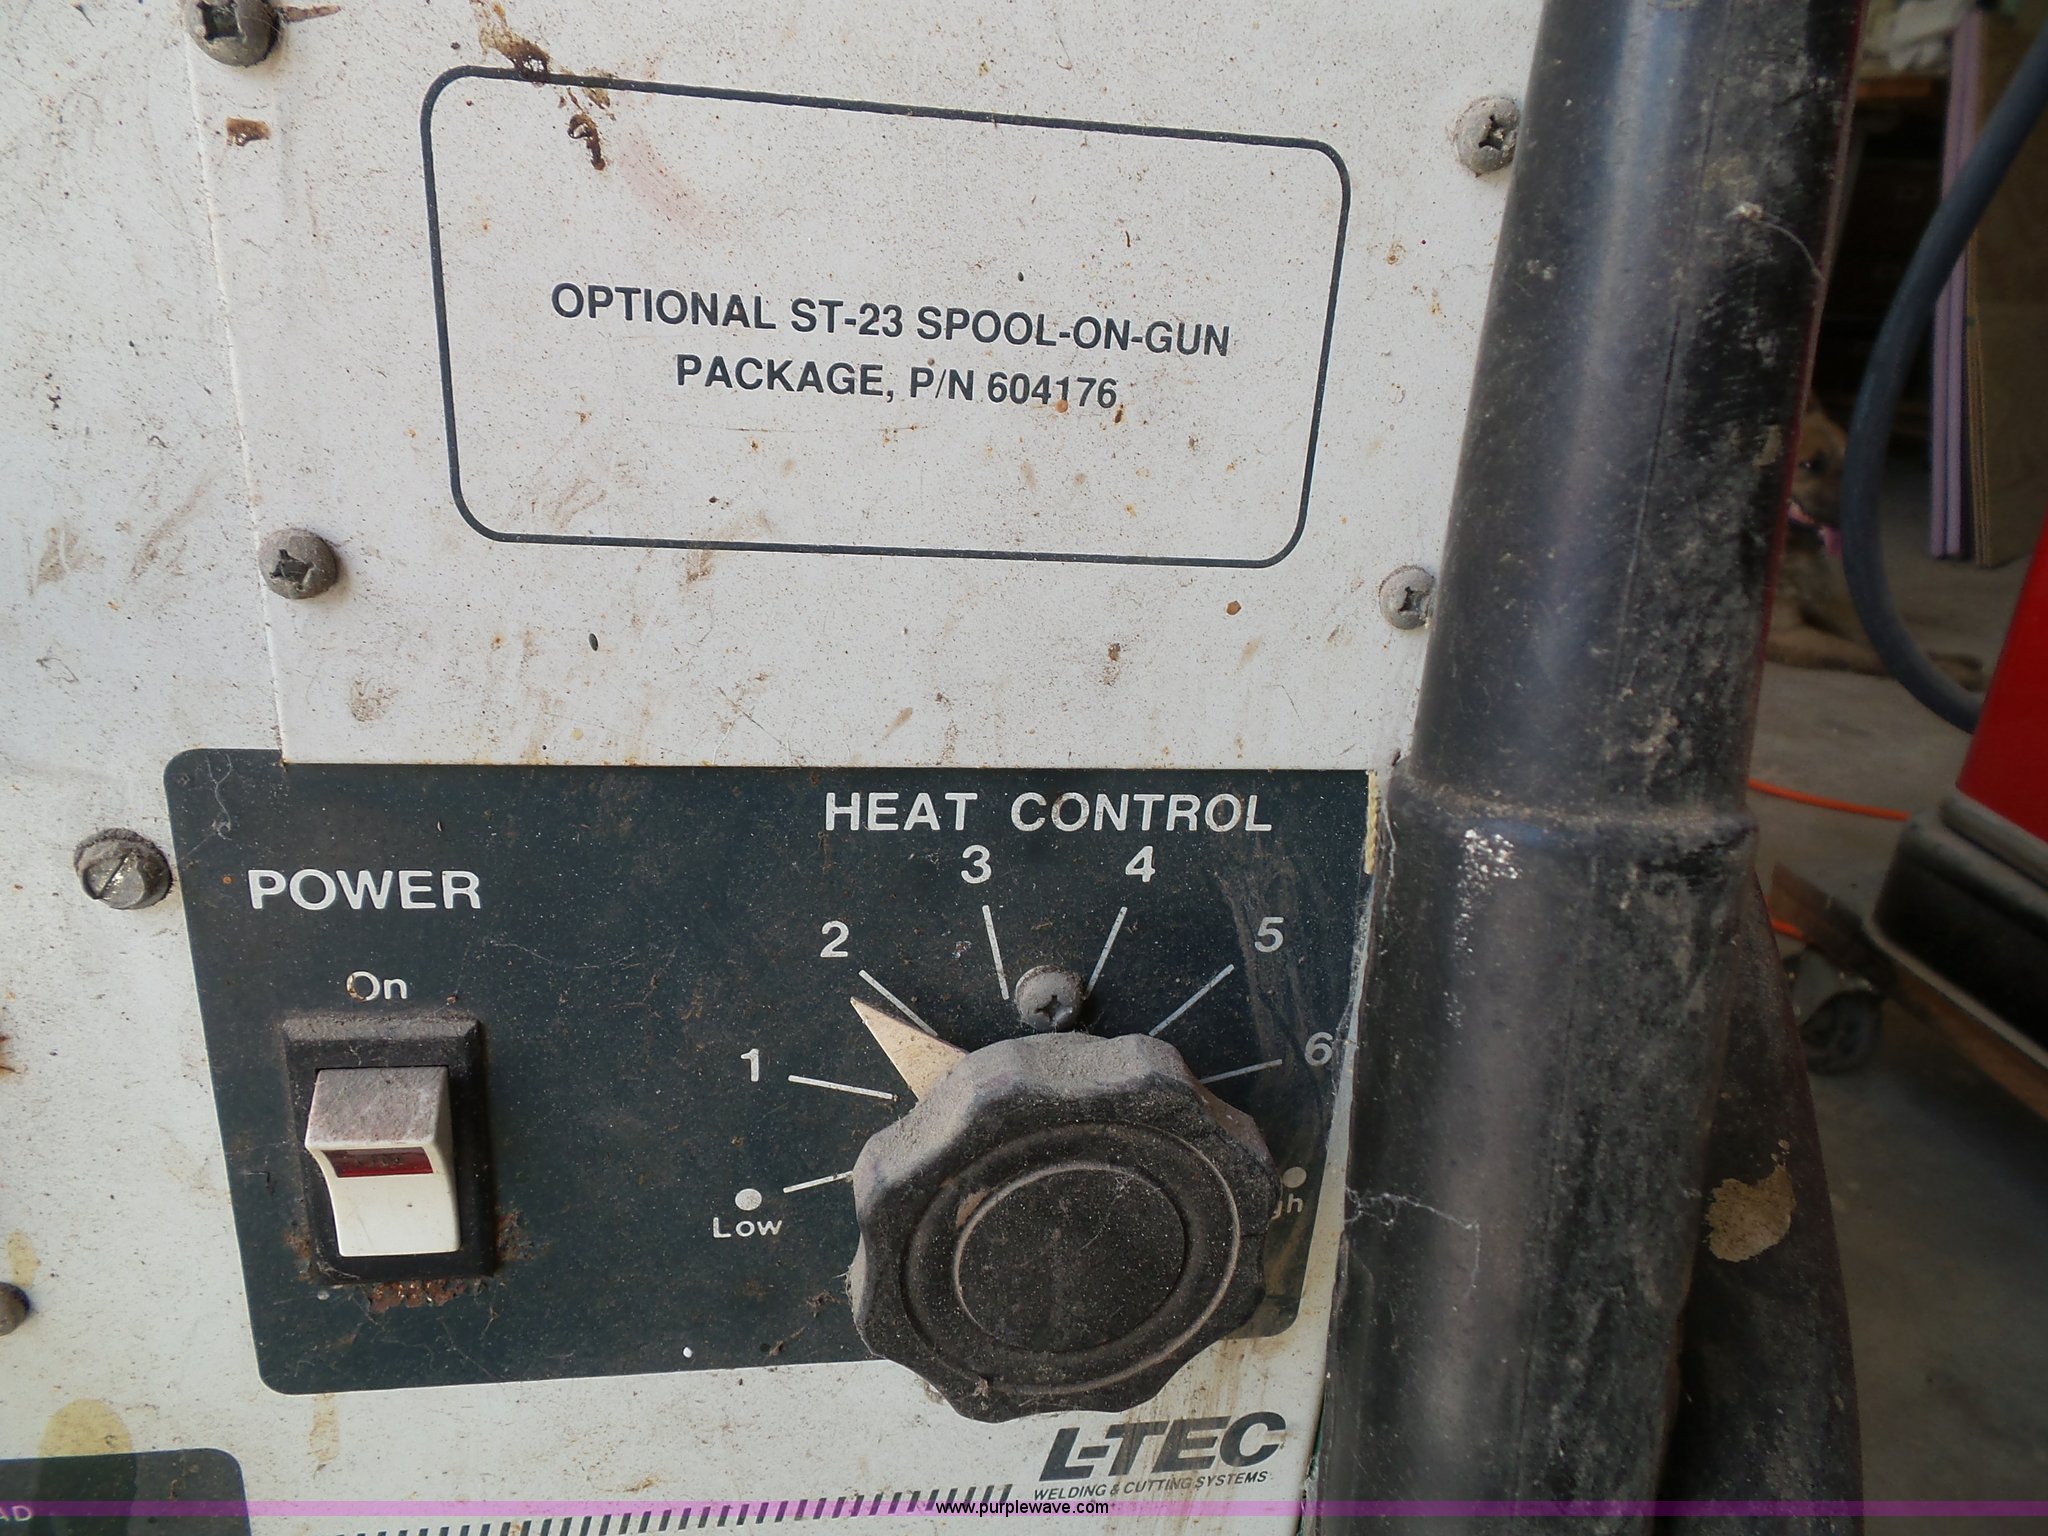 OPTIONAL ST-23 SPOOL-ON-GUN
PACKAGE, P/N 604176
HEAT CONTROL
POWER
On
1
2
3
4
5
6
Low
L-TEC
WELDING & CUTTING SYSTEMS
www.purplewave.com